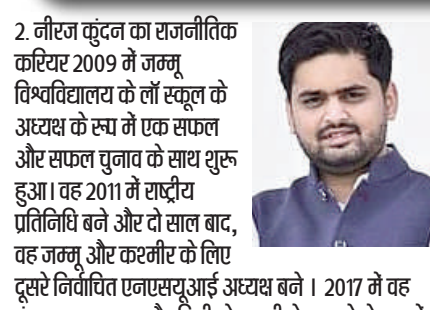 2. नीरज कुंदन का राजनीतिक
करियर 2009 में जम्मू
विश्वविद्यालय के लॉ स्कूल के
अध्यक्ष के रूप में एक सफल
और सफल चुनाव के साथ शुरू
हुआ। वह 2011 में राष्ट्रीय
प्रतिनिधि बने और दो साल बाद,
वह जम्मू और कश्मीर के लिए
दूसरे निर्वाचित एनएसयूआई अध्यक्ष बने । 2017 में वह